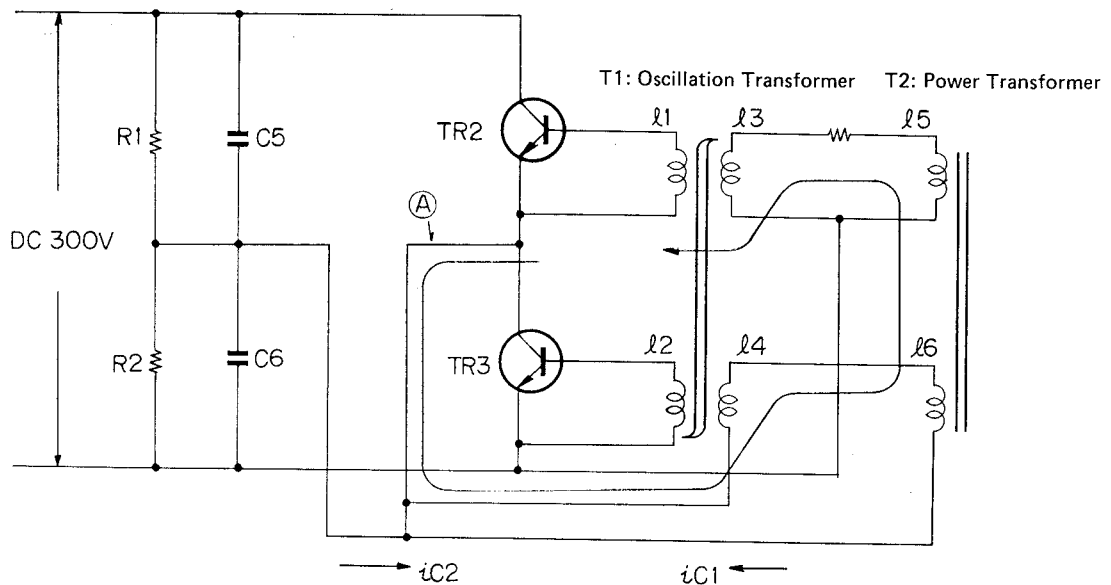 T1: Oscillation Transformer T2: Power Transformer
R1
C5
TR2
ℓ1
ℓ3
ℓ5
A
DC 300V
R2
C6
TR3
ℓ2
ℓ4
ℓ6
iC2
iC1